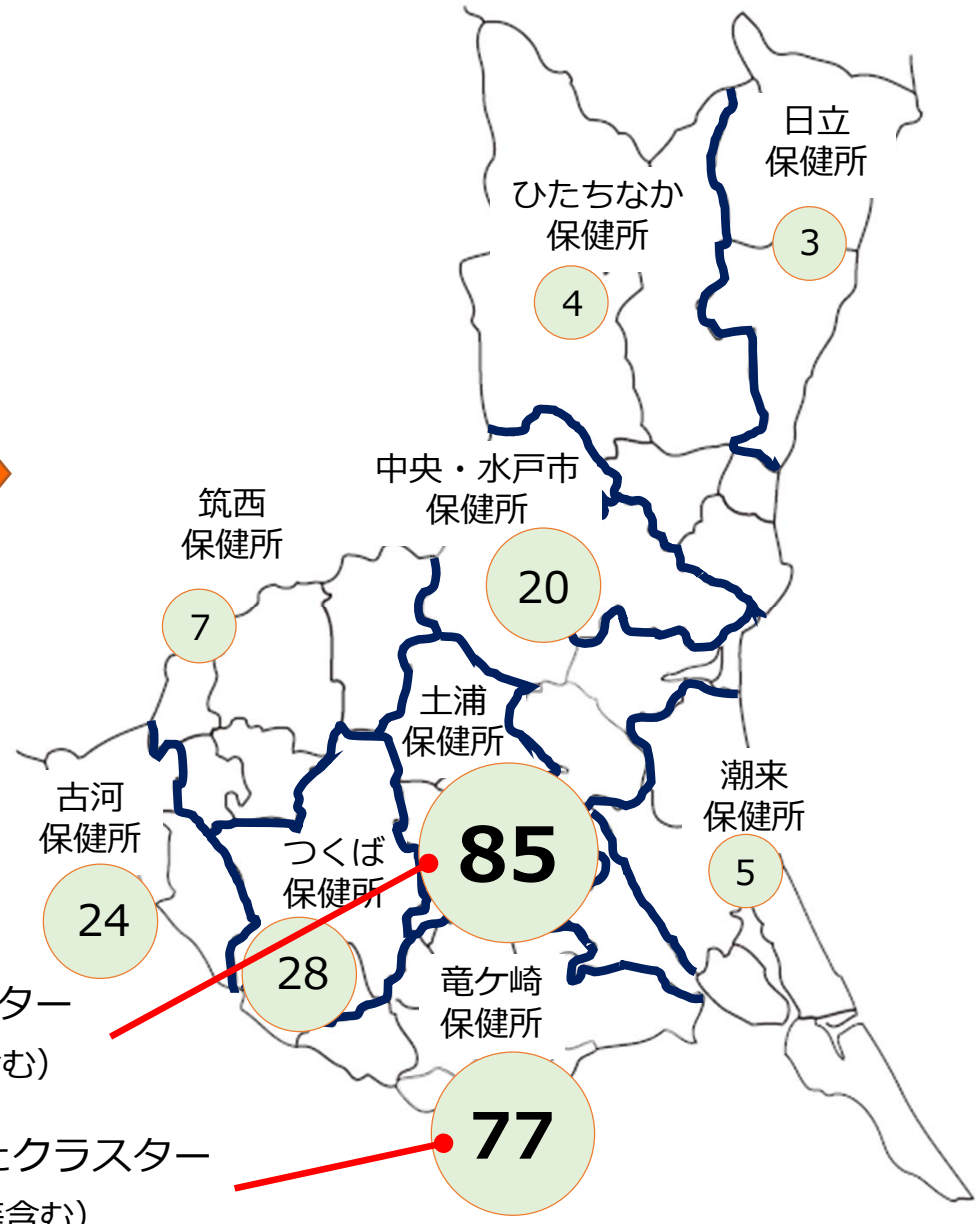 日立
保健所
3
ひたちなか
保健所
4
中央・水戸市
保健所
20
筑西
保健所
7
土浦
保健所
85
潮来
保健所
5
古河
保健所
24
つくば
保健所
28
竜ケ崎
保健所
77
ター
む）
クラスター
含む）